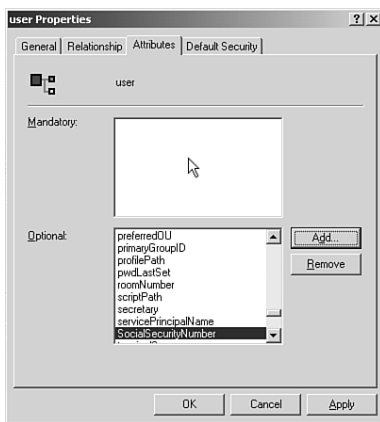 user Properties
General Relationship Attributes Default Security
user
Mandatory:
Optional:
preferredOU
primaryGroupID
profilePath
pwdLastSet
roomNumber
scriptPath
secretary
servicePrincipalName
SocialSecurityNumber
Add...
Remove
OK Cancel Apply